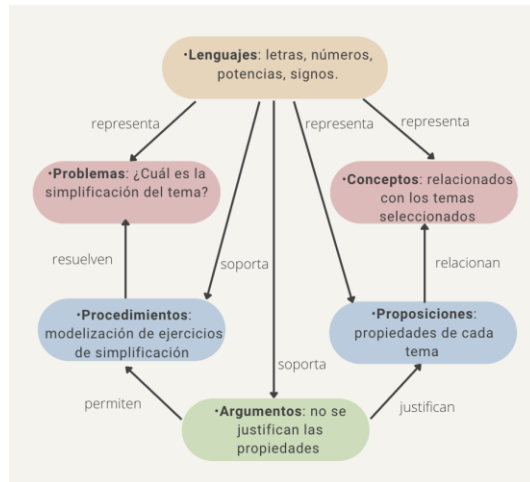 •Lenguajes: letras, números,
potencias, signos.
representa
representa
representa
•Problemas: ¿Cuál es la
simplificación del tema?
•Conceptos: relacionados
con los temas
seleccionados
resuelven
soporta
relacionan
•Procedimientos:
modelización de ejercicios
de simplificación
•Proposiciones:
propiedades de cada
tema
soporta
permiten
•Argumentos: no se
justifican las
propiedades
justifican